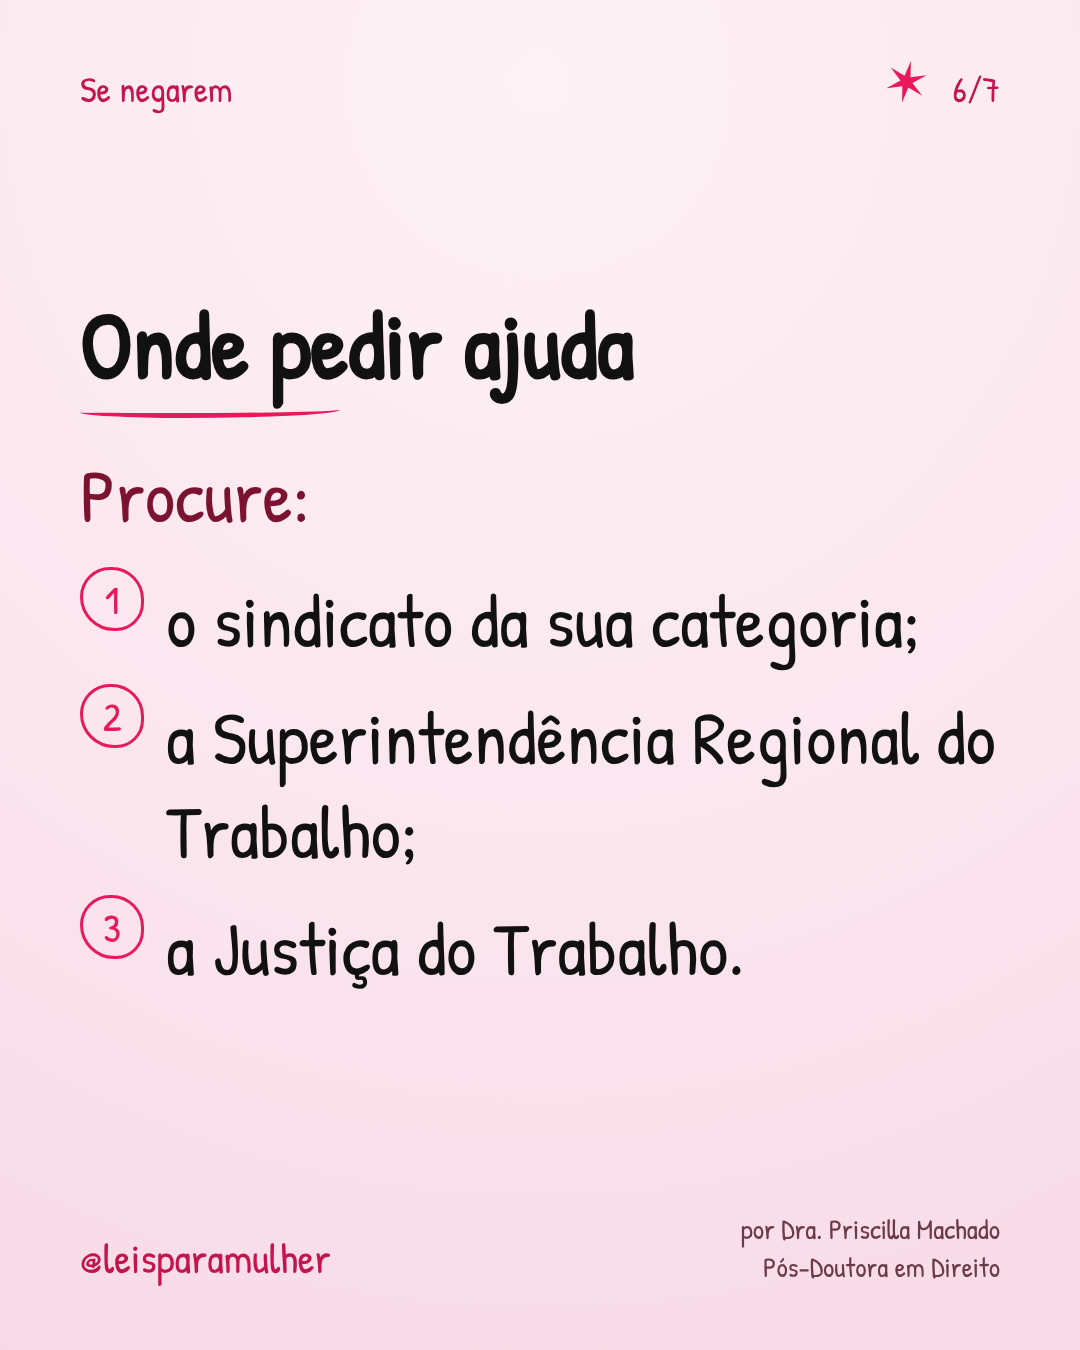 Se negarem
6/7
Onde pedir ajuda
Procure:
1 o sindicato da sua categoria;
2 a Superintendência Regional do
Trabalho;
3 a Justiça do Trabalho.
@leisparamulher
por Dra. Priscilla Machado
Pós-Doutora em Direito